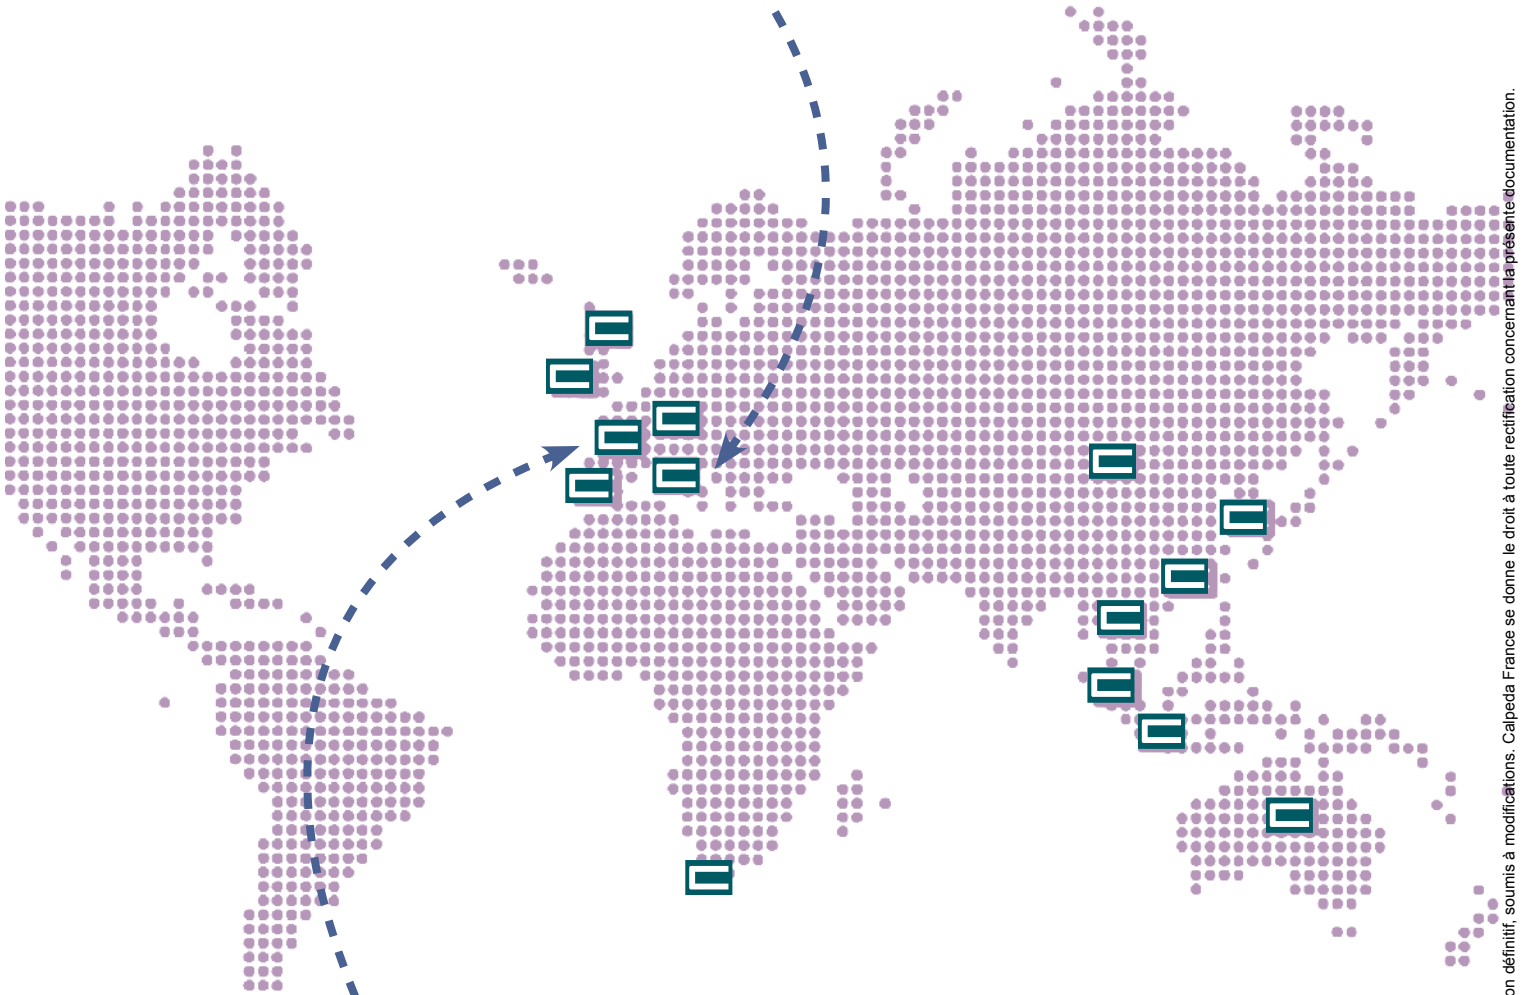 on définitif, soumis à modifications. Calpeda France se donne le droit à toute rectification concernant la présente documentation.